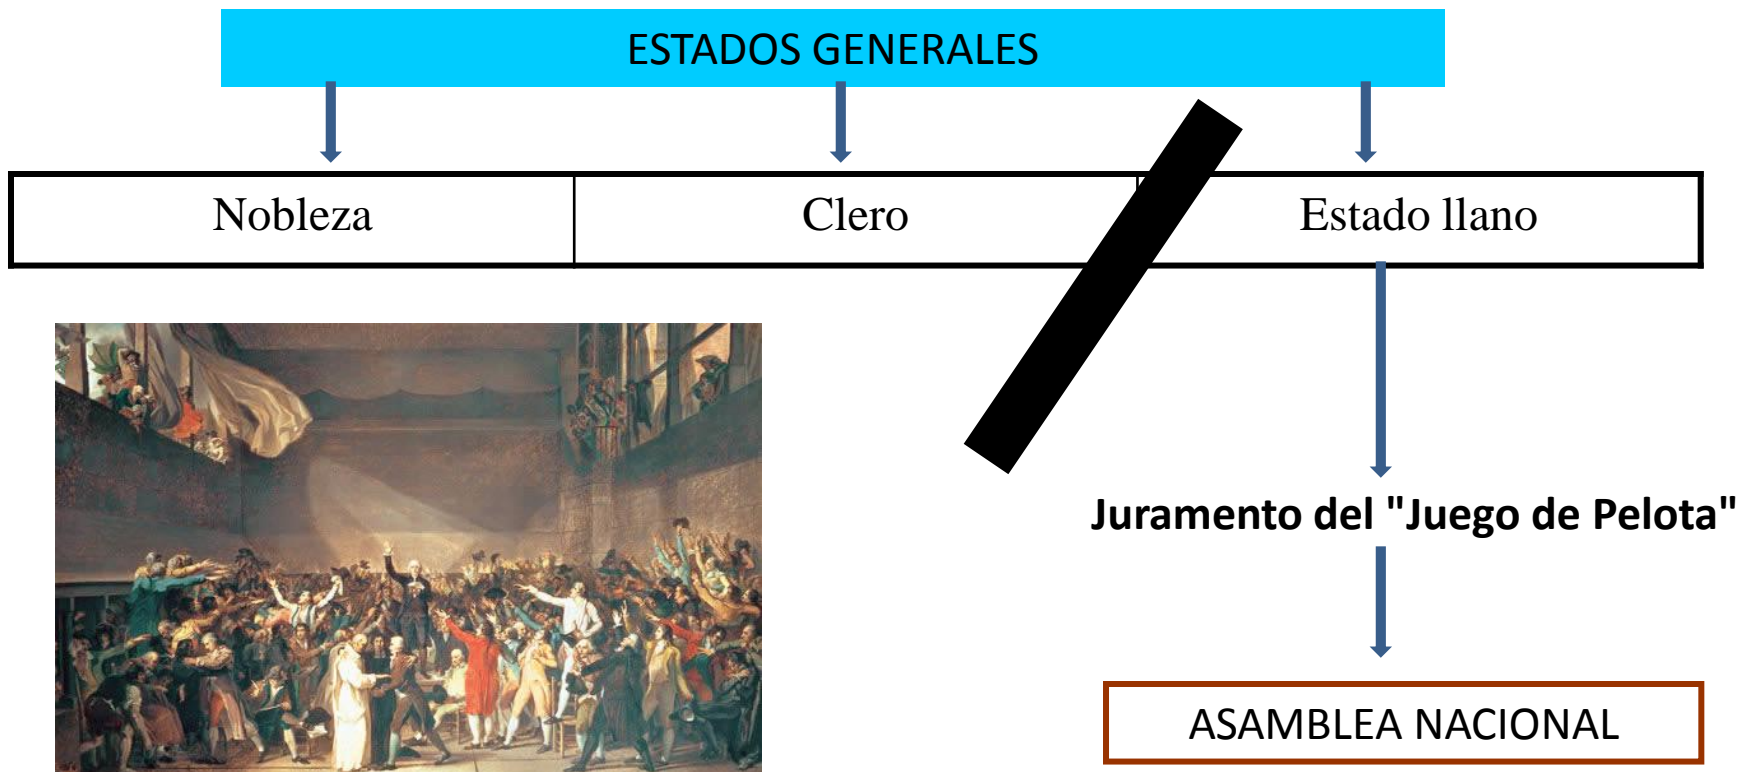 ESTADOS GENERALES
Nobleza
Clero
Estado llano
Juramento del "Juego de Pelota"
ASAMBLEA NACIONAL